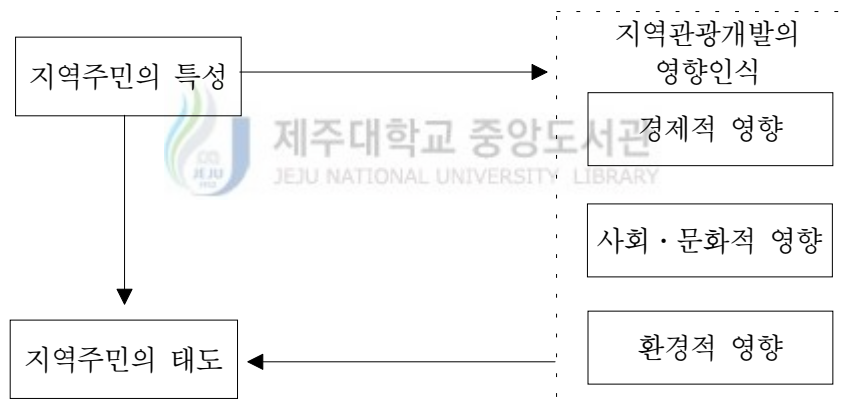 지역관광개발의
영향인식
지역주민의 특성
경제적 영향
제주대학교 중앙도서관
JEJU NATIONAL UNIVERSITY LIBRARY
JEJU
1952
사회·문화적 영향
환경적 영향
지역주민의 태도